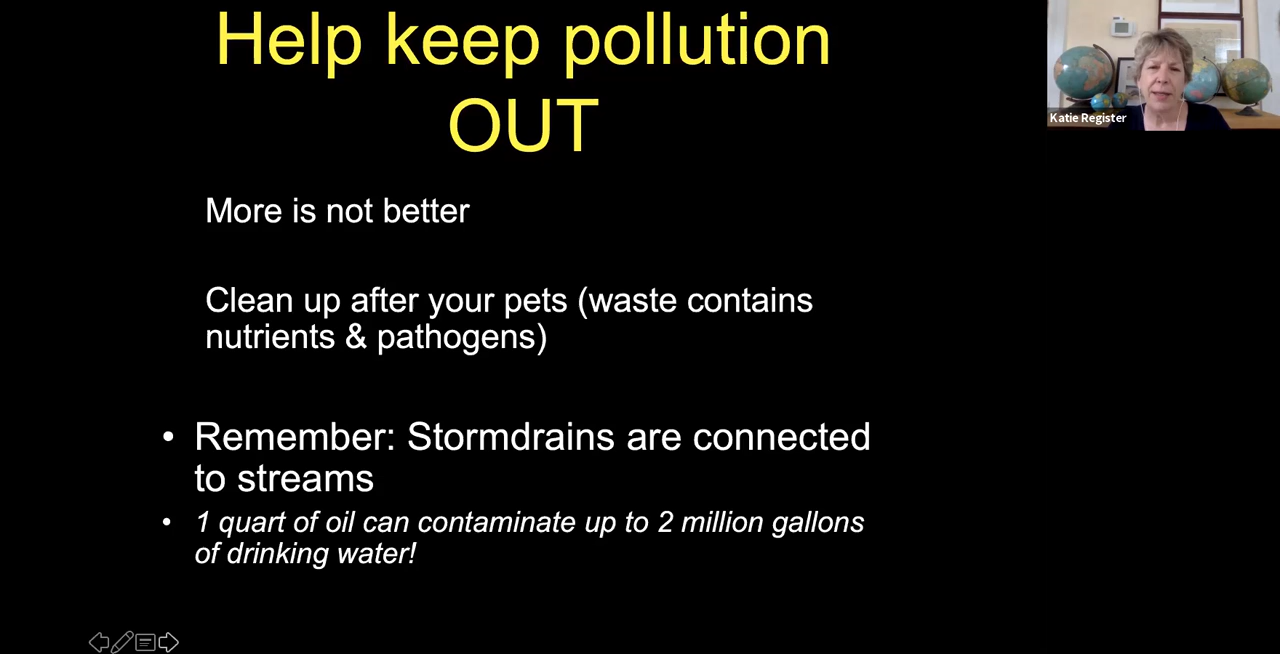 Help keep pollution
OUT
Katie Register
More is not better
Clean up after your pets (waste contains
nutrients & pathogens)
• Remember: Stormdrains are connected
to streams
• 1 quart of oil can contaminate up to 2 million gallons
of drinking water!